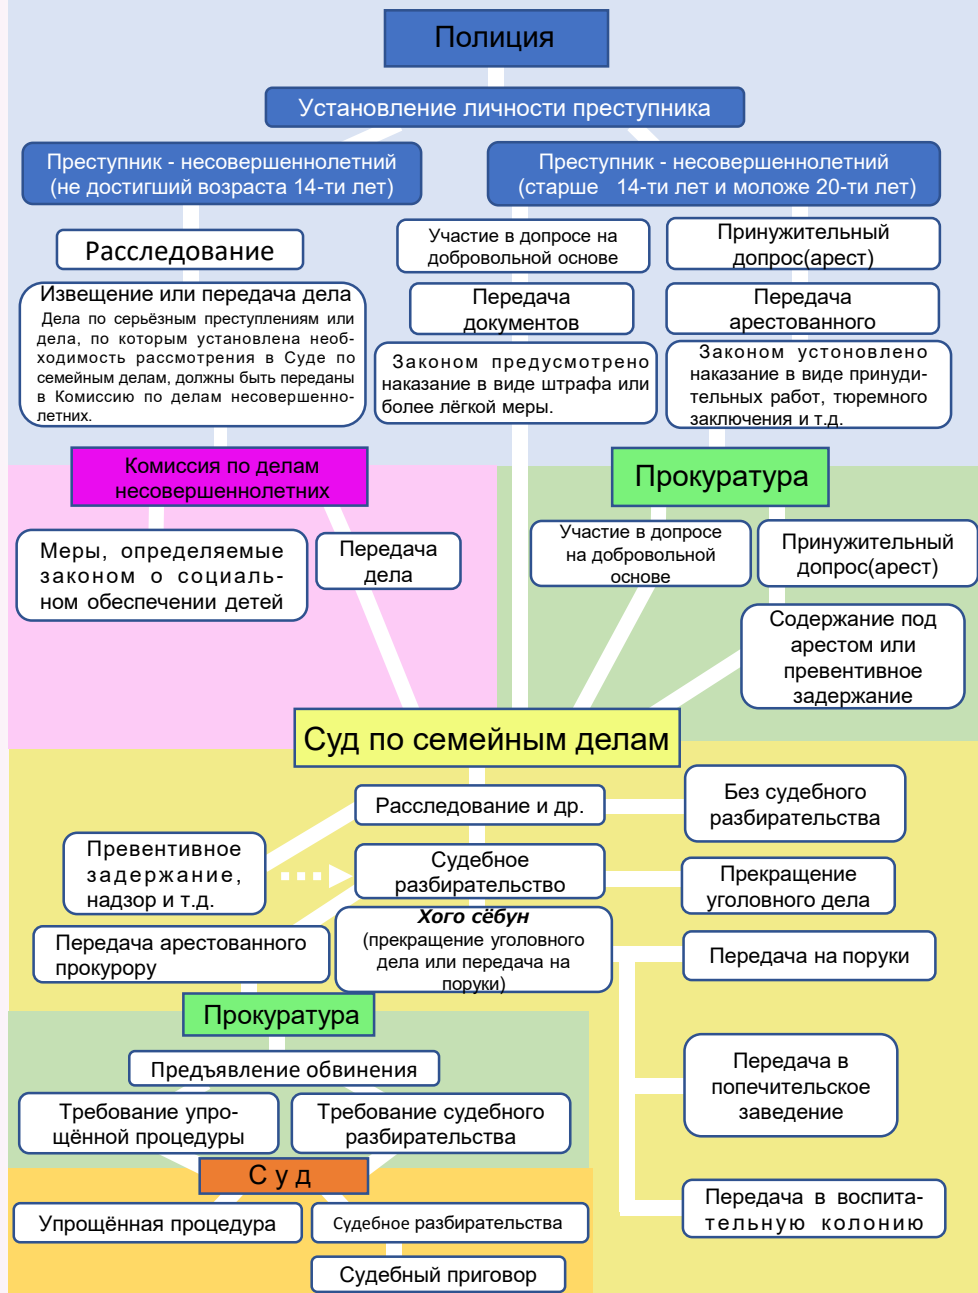 Полиция
Установление личности преступника
Преступник - несовершеннолетний
(не достигший возраста 14-ти лет)
Преступник - несовершеннолетний
(старше 14-ти лет и моложе 20-ти лет)
Расследование
Участие в допросе на
добровольной основе
Принужительный
допрос(арест)
Извещение или передача дела
Дела по серьёзным преступлениям или
дела, по которым установлена необ-
ходимость рассмотрения в Суде по
семейным делам, должны быть переданы
в Комиссию по делам несовершенно-
летних.
Передача
документов
Передача
арестованного
Законом предусмотрено
наказание в виде штрафа или
более лёгкой меры.
Законом устоновлено
наказание в виде принуди-
тельных работ, тюремного
заключения и т.д.
Комиссия по делам
несовершеннолетних
Прокуратура
Меры, определяемые
законом о социаль-
ном обеспечении детей
Передача
дела
Участие в допросе
на добровольной
основе
Принужительный
допрос(арест)
Содержание под
арестом или
превентивное
задержание
Суд по семейным делам
Расследование и др.
Без судебного
разбирательства
Превентивное
задержание,
надзор и т.д.
Судебное
разбирательство
Прекращение
уголовного дела
Передача арестованного
прокурору
Хого сёбун
(прекращение уголовного
дела или передача на
поруки)
Передача на поруки
Прокуратура
Передача в
попечительское
заведение
Предъявление обвинения
Требование упро-
щённой процедуры
Требование судебного
разбирательства
Суд
Передача в воспита-
тельную колонию
Упрощённая процедура
Судебное разбирательства
Судебный приговор